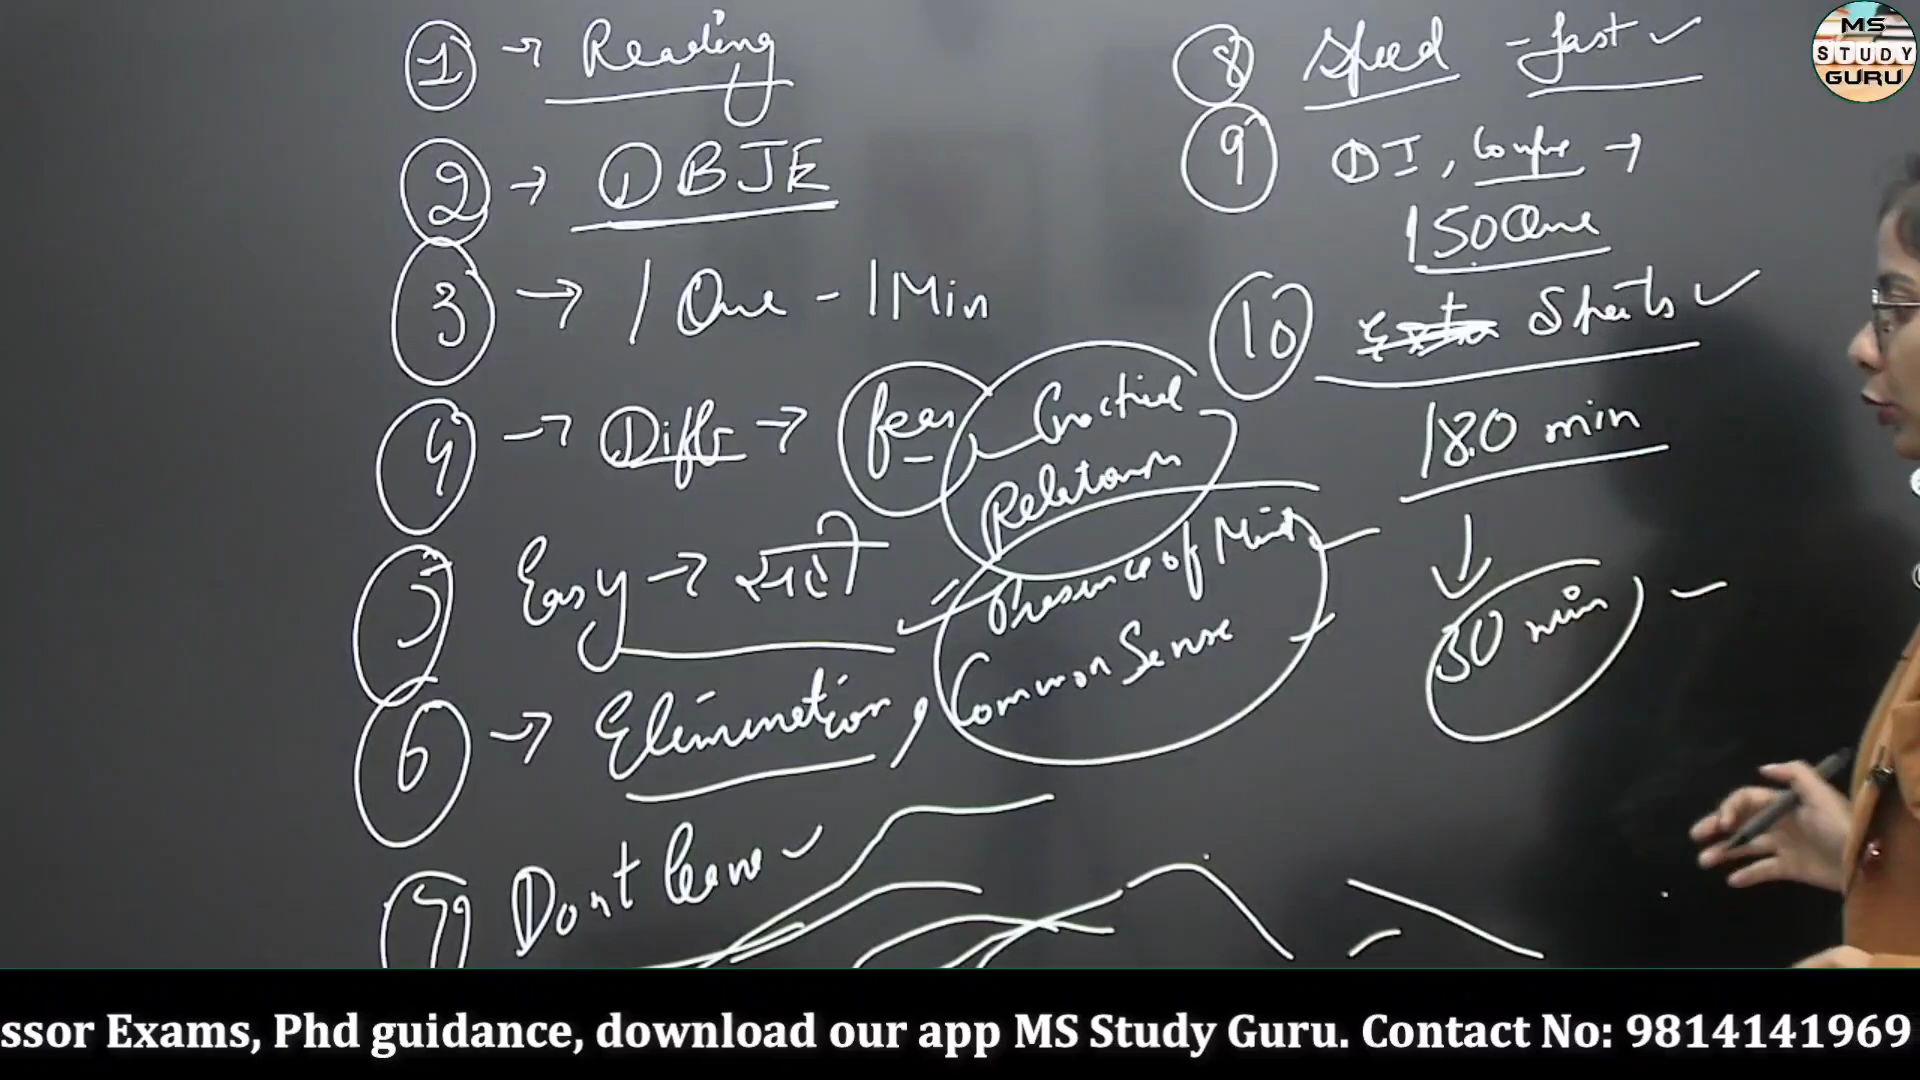 1 → Reading
2 → OBJE
3 → 1 Que - 1 Min
4 → Diff → fear
Practical
Relations
5 Easy → सही
Presence of Mind
Common Sense
6 → Elimination,
7 Dont leave ✓
8 Speed - fast ✓
9 DI, Compre →
150 Que
10 Sheets ✓
180 min
30 min
MS
STUDY
GURU
ssor Exams, Phd guidance, download our app MS Study Guru. Contact No: 9814141969